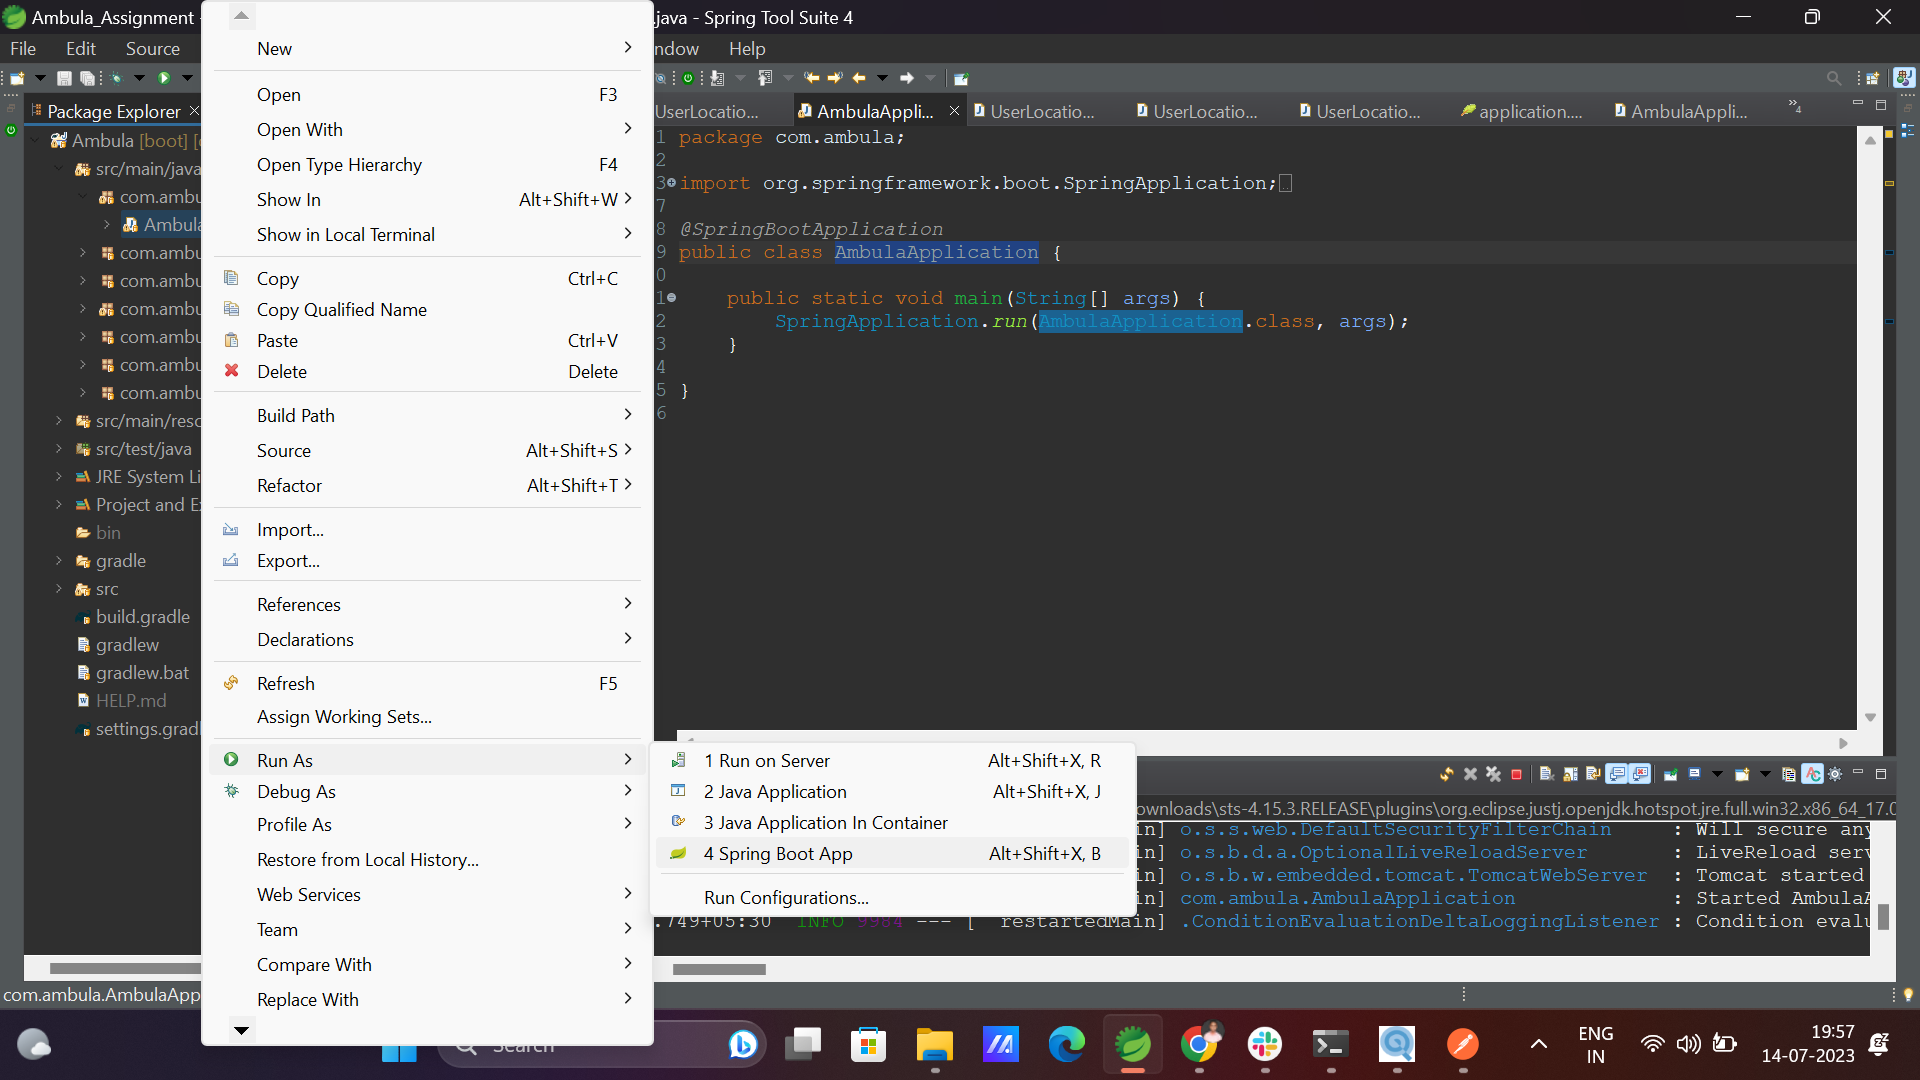 Ambula_Assignment
.java - Spring Tool Suite 4
File Edit Source
ndow Help
Package Explorer
UserLocatio...
AmbulaAppli...
UserLocatio...
UserLocatio...
UserLocatio...
application....
AmbulaAppli...
»4
Ambula [boot] [
src/main/java
com.ambu
Ambula
com.ambu
com.ambu
com.ambu
com.ambu
com.ambu
com.ambu
src/main/reso
src/test/java
JRE System Li
Project and E
bin
gradle
src
build.gradle
gradlew
gradlew.bat
HELP.md
settings.gradl
com.ambula.AmbulaApp
New
Open F3
Open With
Open Type Hierarchy F4
Show In Alt+Shift+W
Show in Local Terminal
Copy Ctrl+C
Copy Qualified Name
Paste Ctrl+V
Delete Delete
Build Path
Source Alt+Shift+S
Refactor Alt+Shift+T
Import...
Export...
References
Declarations
Refresh F5
Assign Working Sets...
Run As
Debug As
Profile As
Restore from Local History...
Web Services
Team
Compare With
Replace With
1 Run on Server Alt+Shift+X, R
2 Java Application Alt+Shift+X, J
3 Java Application In Container
4 Spring Boot App Alt+Shift+X, B
Run Configurations...
1 package com.ambula;
2
3 import org.springframework.boot.SpringApplication;
7
8 @SpringBootApplication
9 public class AmbulaApplication {
0
1 public static void main(String[] args) {
2 SpringApplication.run(AmbulaApplication.class, args);
3 }
4
5 }
6
ownloads\sts-4.15.3.RELEASE\plugins\org.eclipse.justj.openjdk.hotspot.jre.full.win32.x86_64_17.0
in] o.s.s.web.DefaultSecurityFilterChain : Will secure any
in] o.s.b.d.a.OptionalLiveReloadServer : LiveReload serv
in] o.s.b.w.embedded.tomcat.TomcatWebServer : Tomcat started
in] com.ambula.AmbulaApplication : Started AmbulaA
.749+05:30 INFO 9984 --- [ restartedMain] .ConditionEvaluationDeltaLoggingListener : Condition evalu
Search
ENG
IN
19:57
14-07-2023